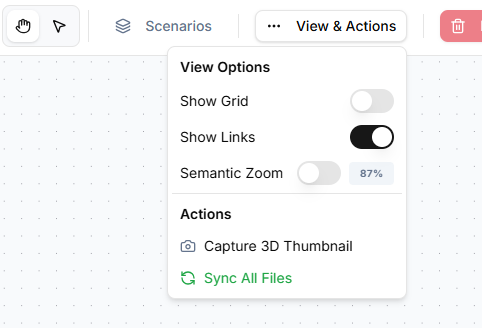 Scenarios
View & Actions
View Options
Show Grid
Show Links
Semantic Zoom
87%
Actions
Capture 3D Thumbnail
Sync All Files